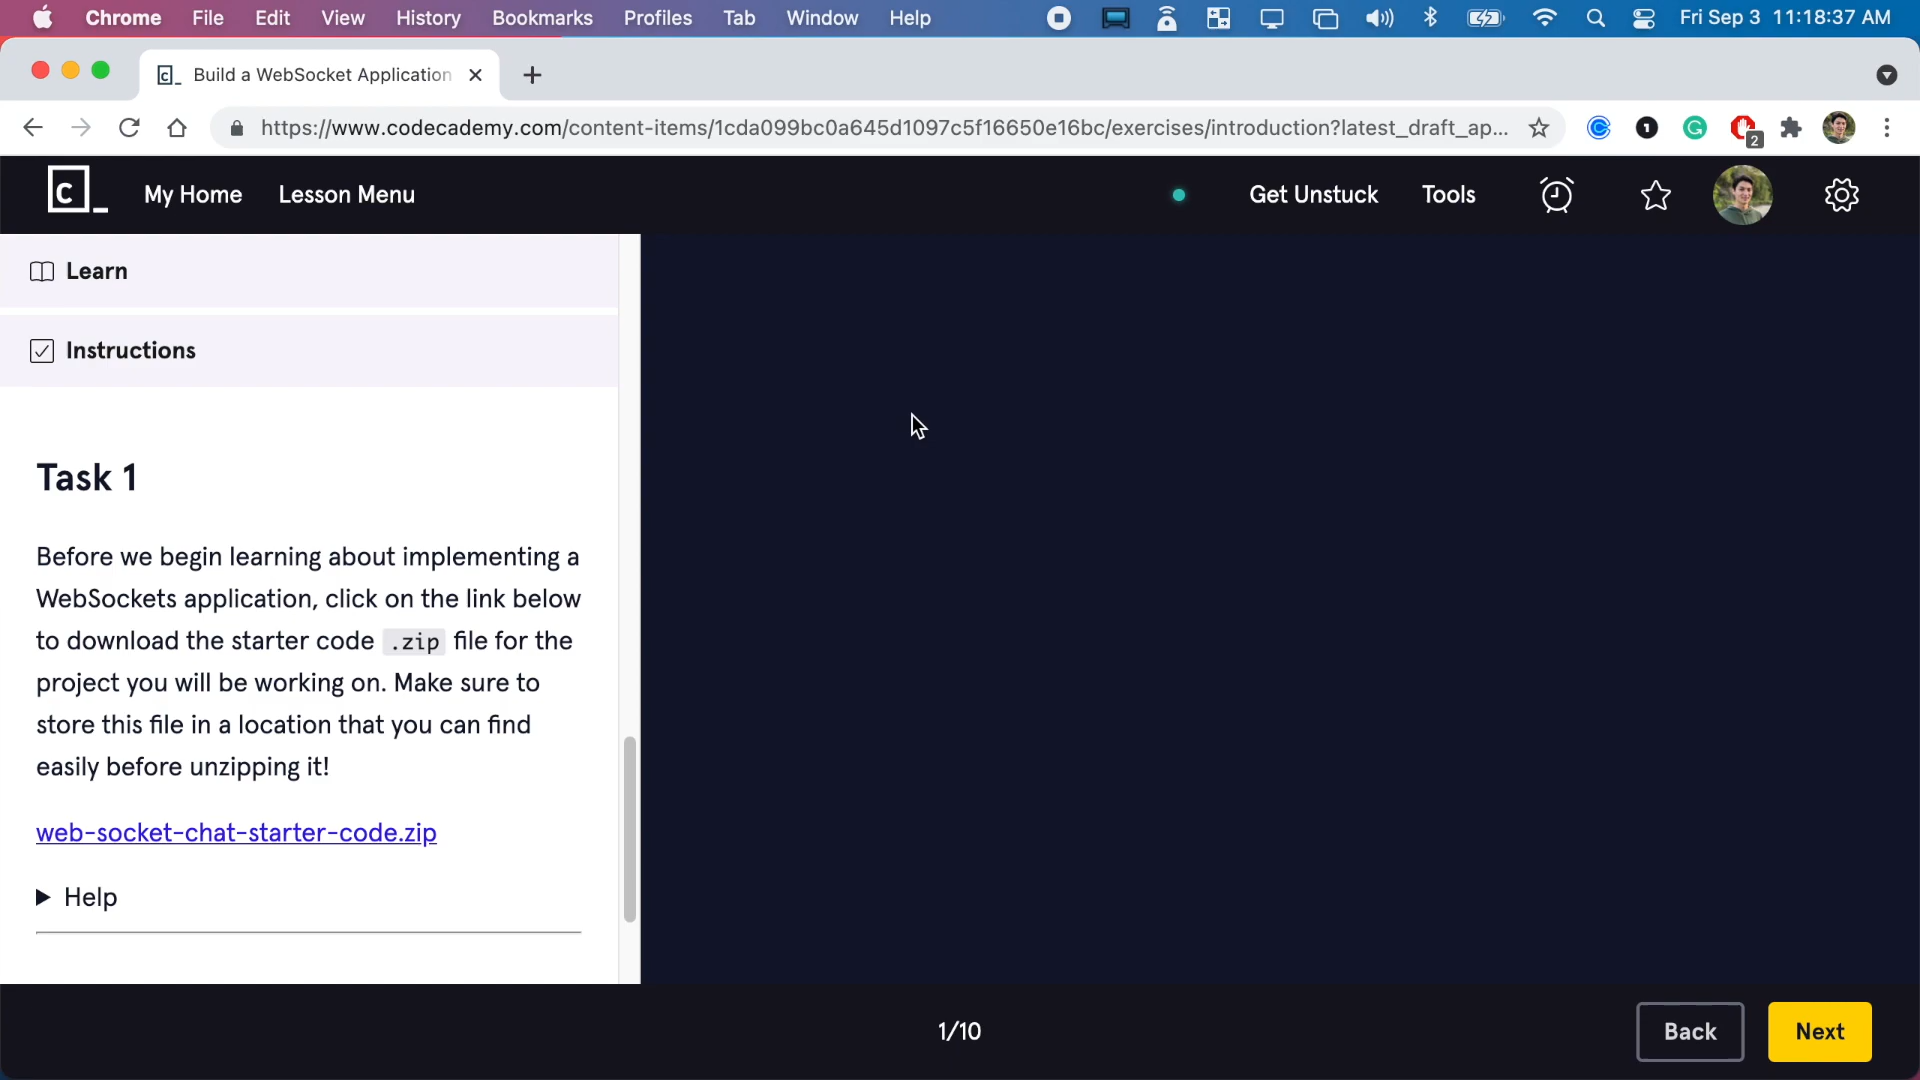 Chrome File Edit View History Bookmarks Profiles Tab Window Help Fri Sep 3 11:18:37 AM
Build a WebSocket Application
https://www.codecademy.com/content-items/1cda099bc0a645d1097c5f16650e16bc/exercises/introduction?latest_draft_ap...
2
My Home Lesson Menu Get Unstuck Tools
Learn
Instructions
Task 1
Before we begin learning about implementing a
WebSockets application, click on the link below
to download the starter code .zip file for the
project you will be working on. Make sure to
store this file in a location that you can find
easily before unzipping it!
web-socket-chat-starter-code.zip
Help
1/10
Back
Next